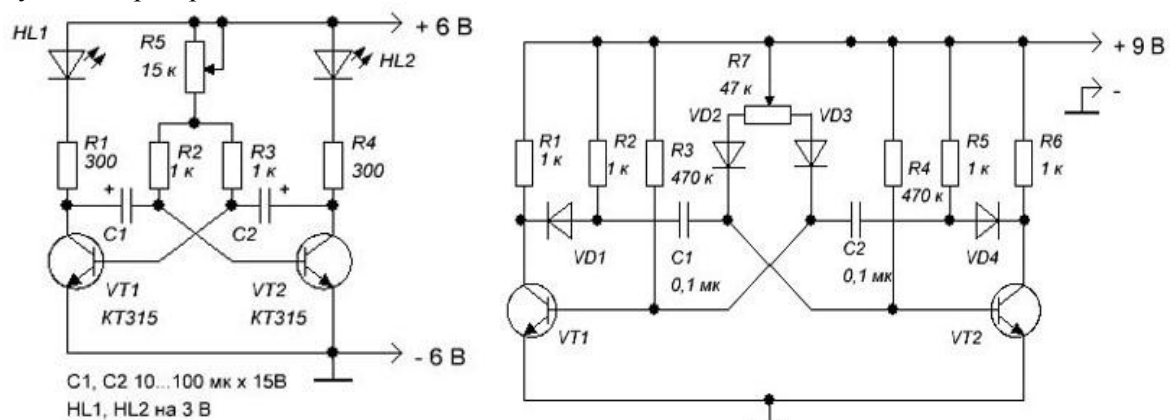 HL1
R5
15 к
+ 6 В
HL2
R1
300
R2
1 к
R3
1 к
R4
300
+
+
C1
C2
VT1
КТ315
VT2
КТ315
- 6 В
C1, C2 10...100 мк x 15В
HL1, HL2 на 3 В
+ 9 В
-
R7
47 к
VD2
VD3
R1
1 к
R2
1 к
R3
470 к
R4
470 к
R5
1 к
R6
1 к
VD1
C1
0,1 мк
C2
0,1 мк
VD4
VT1
VT2